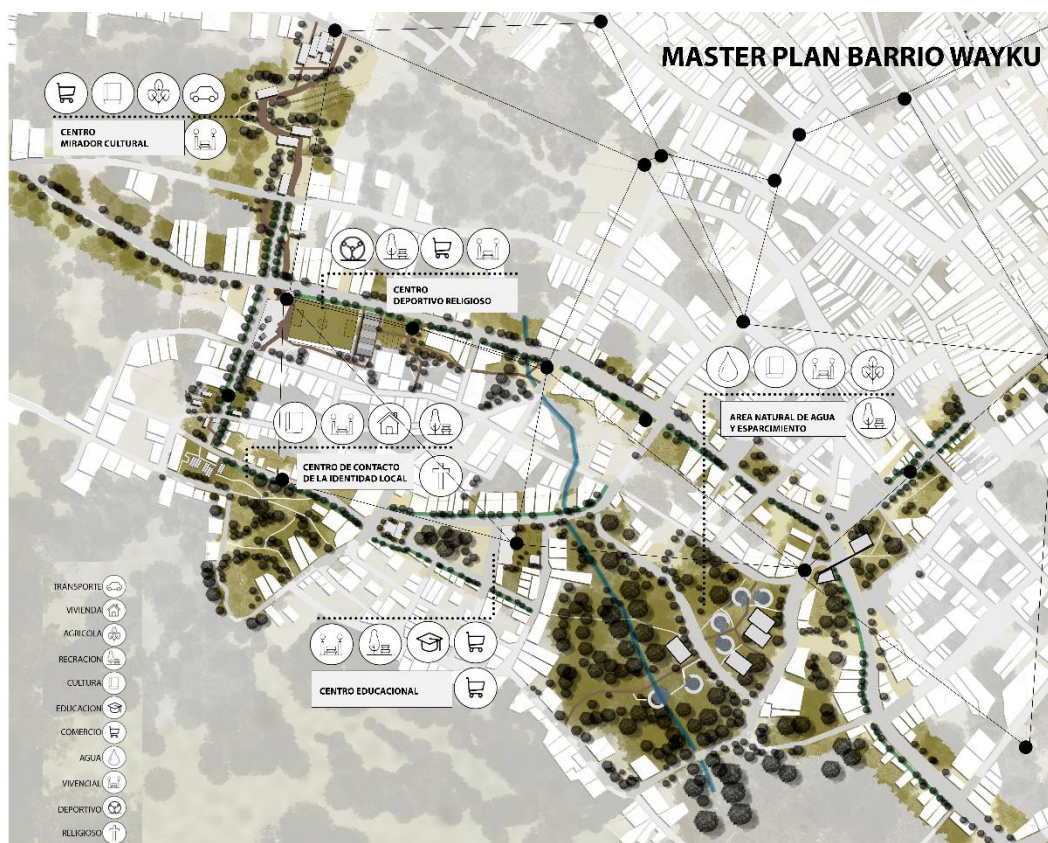 MASTER PLAN BARRIO WAYKU
CENTRO
MIRADOR CULTURAL
CENTRO
DEPORTIVO RELIGIOSO
AREA NATURAL DE AGUA
Y ESPARCIMIENTO
CENTRO DE CONTACTO
DE LA IDENTIDAD LOCAL
CENTRO EDUCACIONAL
TRANSPORTE
VIVIENDA
AGRICOLA
RECRACION
CULTURA
EDUCACION
COMERCIO
AGUA
VIVENCIAL
DEPORTIVO
RELIGIOSO